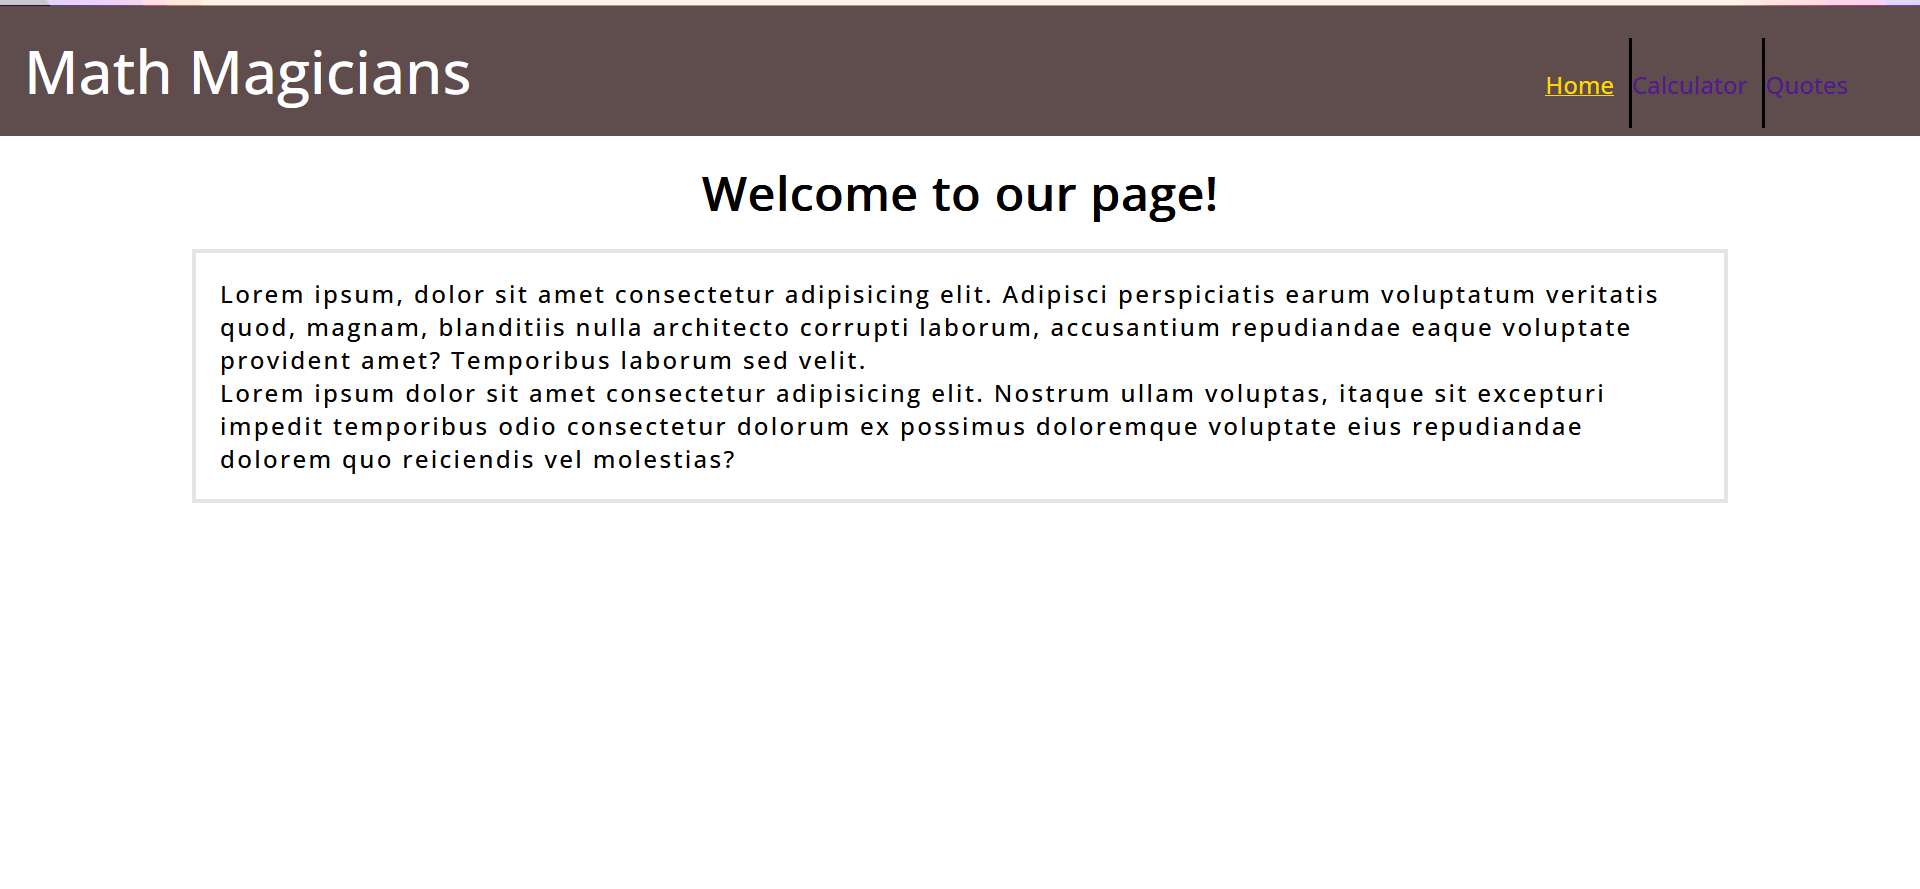 Math Magicians
Home Calculator Quotes
Welcome to our page!
Lorem ipsum, dolor sit amet consectetur adipisicing elit. Adipisci perspiciatis earum voluptatum veritatis
quod, magnam, blanditiis nulla architecto corrupti laborum, accusantium repudiandae eaque voluptate
provident amet? Temporibus laborum sed velit.
Lorem ipsum dolor sit amet consectetur adipisicing elit. Nostrum ullam voluptas, itaque sit excepturi
impedit temporibus odio consectetur dolorum ex possimus doloremque voluptate eius repudiandae
dolorem quo reiciendis vel molestias?